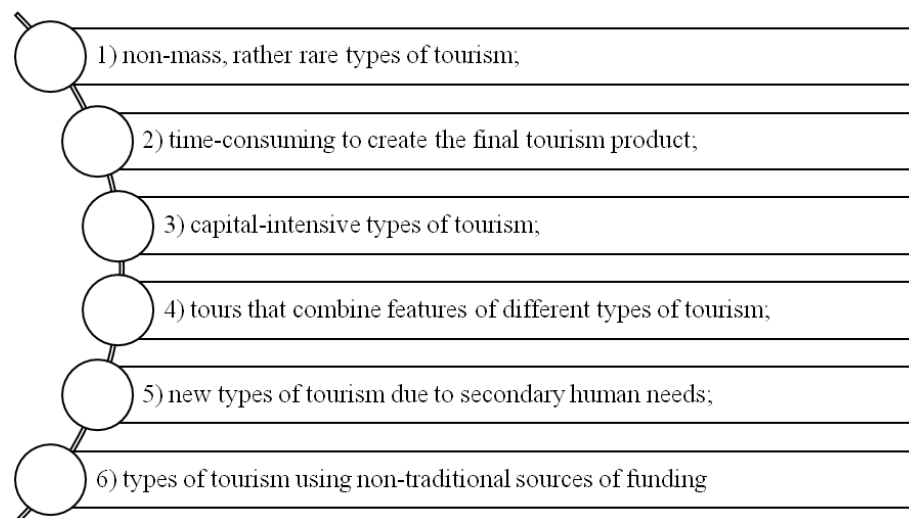 1) non-mass, rather rare types of tourism;
2) time-consuming to create the final tourism product;
3) capital-intensive types of tourism;
4) tours that combine features of different types of tourism;
5) new types of tourism due to secondary human needs;
6) types of tourism using non-traditional sources of funding